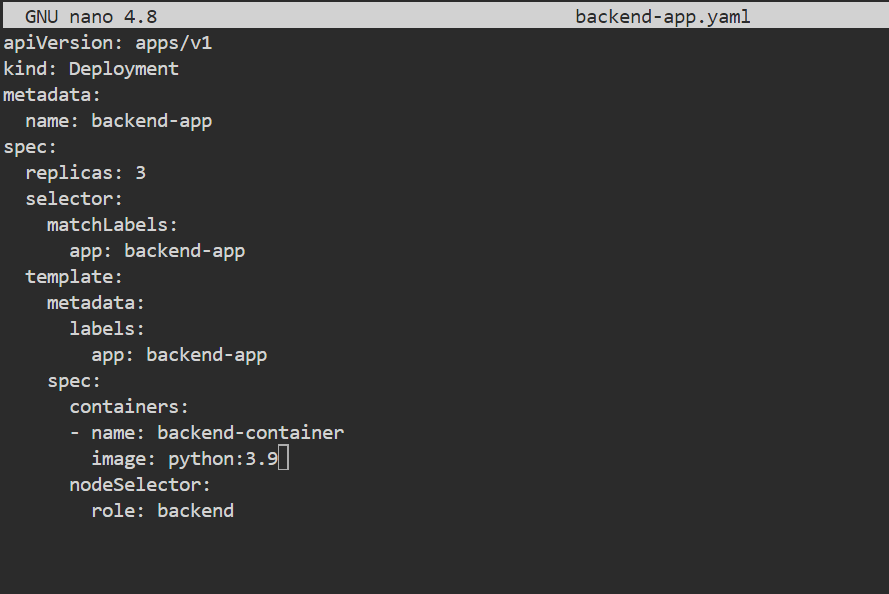 GNU nano 4.8 backend-app.yaml
apiVersion: apps/v1
kind: Deployment
metadata:
  name: backend-app
spec:
  replicas: 3
  selector:
    matchLabels:
      app: backend-app
  template:
    metadata:
      labels:
        app: backend-app
    spec:
      containers:
      - name: backend-container
        image: python:3.9
      nodeSelector:
        role: backend